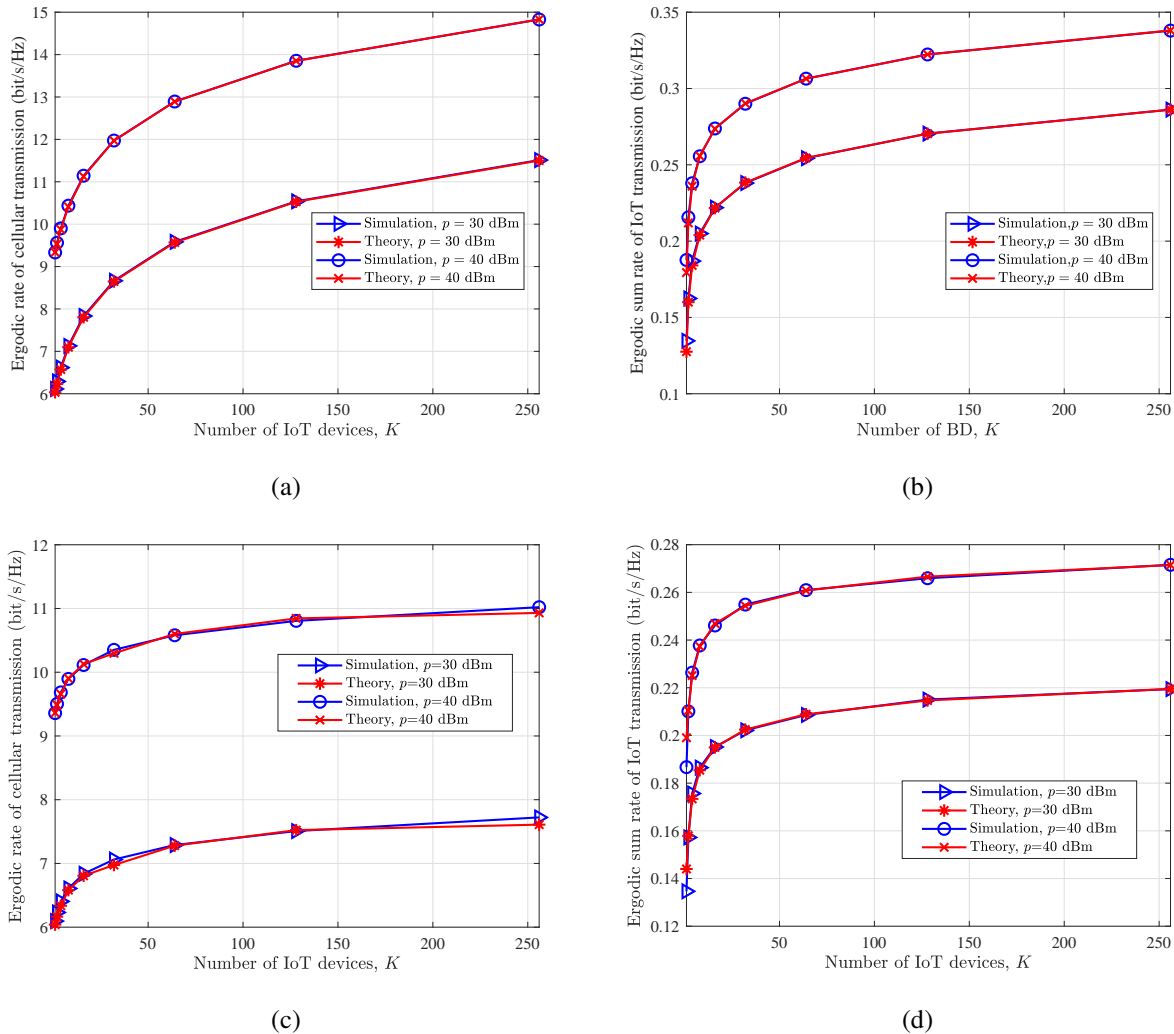 Ergodic rate of cellular transmission (bit/s/Hz)
15
14
13
12
11
10
9
8
7
6
50
100
150
200
250
Number of IoT devices, K
Simulation, p = 30 dBm
Theory, p = 30 dBm
Simulation, p = 40 dBm
Theory, p = 40 dBm
(a)
Ergodic sum rate of IoT transmission (bit/s/Hz)
0.35
0.3
0.25
0.2
0.15
0.1
50
100
150
200
250
Number of BD, K
Simulation,p = 30 dBm
Theory,p = 30 dBm
Simulation,p = 40 dBm
Theory,p = 40 dBm
(b)
Ergodic rate of cellular transmission (bit/s/Hz)
12
11
10
9
8
7
6
50
100
150
200
250
Number of IoT devices, K
Simulation, p=30 dBm
Theory, p=30 dBm
Simulation, p=40 dBm
Theory, p=40 dBm
(c)
Ergodic sum rate of IoT transmission (bit/s/Hz)
0.28
0.26
0.24
0.22
0.2
0.18
0.16
0.14
0.12
50
100
150
200
250
Number of IoT devices, K
Simulation, p=30 dBm
Theory, p=30 dBm
Simulation, p=40 dBm
Theory, p=40 dBm
(d)